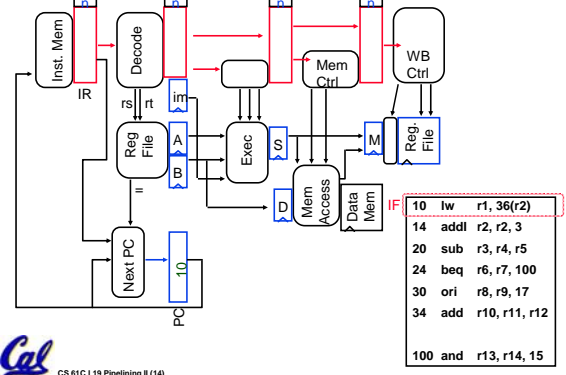 n
n
n
n
Inst. Mem
Decode
Mem
Ctrl
WB
Ctrl
IR
rs
rt
im
Reg
File
A
B
Exec
S
M
Reg.
File
=
D
Mem
Access
Data
Mem
IF
Next PC
10
PC
10 lw r1, 36(r2)
14 addI r2, r2, 3
20 sub r3, r4, r5
24 beq r6, r7, 100
30 ori r8, r9, 17
34 add r10, r11, r12
100 and r13, r14, 15
Cal
CS 61C L19 Pipelining II (14)